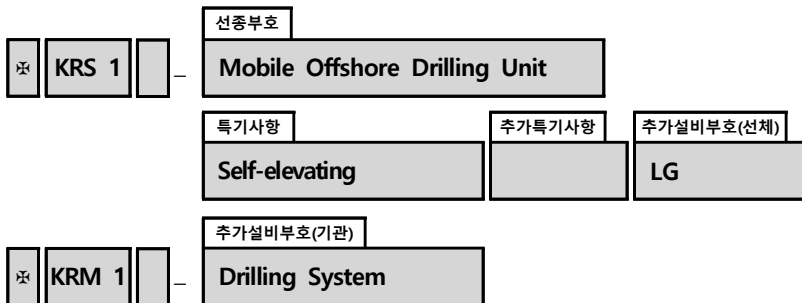 선종부호
✠ KRS 1 – Mobile Offshore Drilling Unit
특기사항 추가특기사항 추가설비부호(선체)
Self-elevating LG
추가설비부호(기관)
✠ KRM 1 – Drilling System